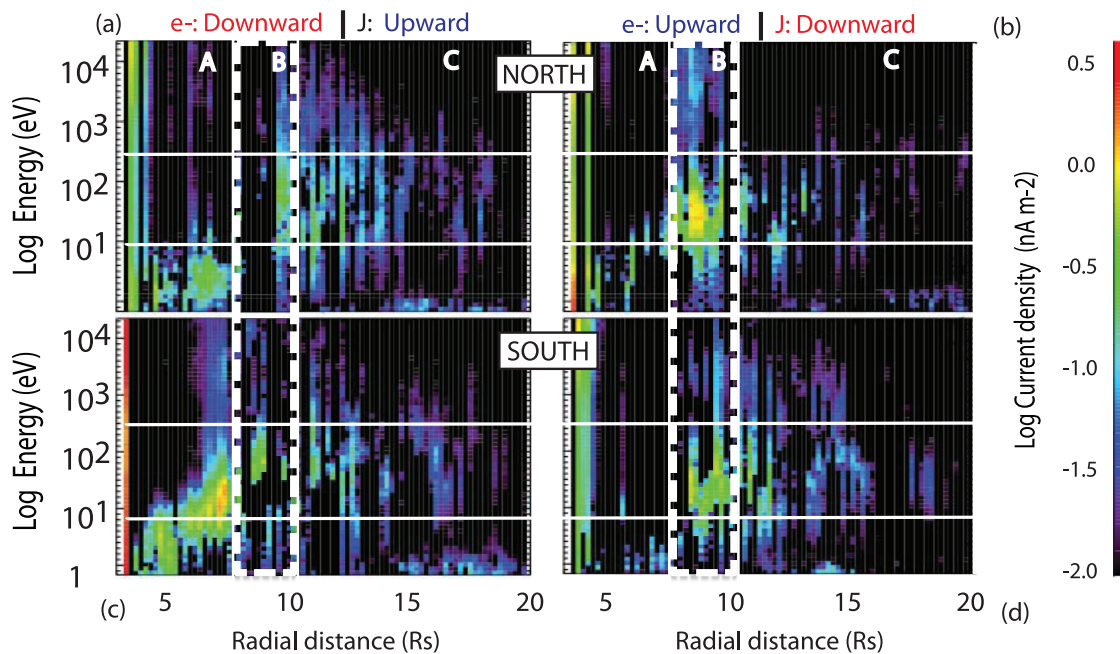 (a) e-: Downward | J: Upward e-: Upward | J: Downward (b)
A B C NORTH A B C
Log Energy (eV)
10^4
10^3
10^2
10^1
SOUTH
Log Energy (eV)
10^4
10^3
10^2
10^1
1
(c) 5 10 15 20 5 10 15 20 (d)
Radial distance (Rs) Radial distance (Rs)
0.5
0.0
-0.5
-1.0
-1.5
-2.0
Log Current density (nA m-2)